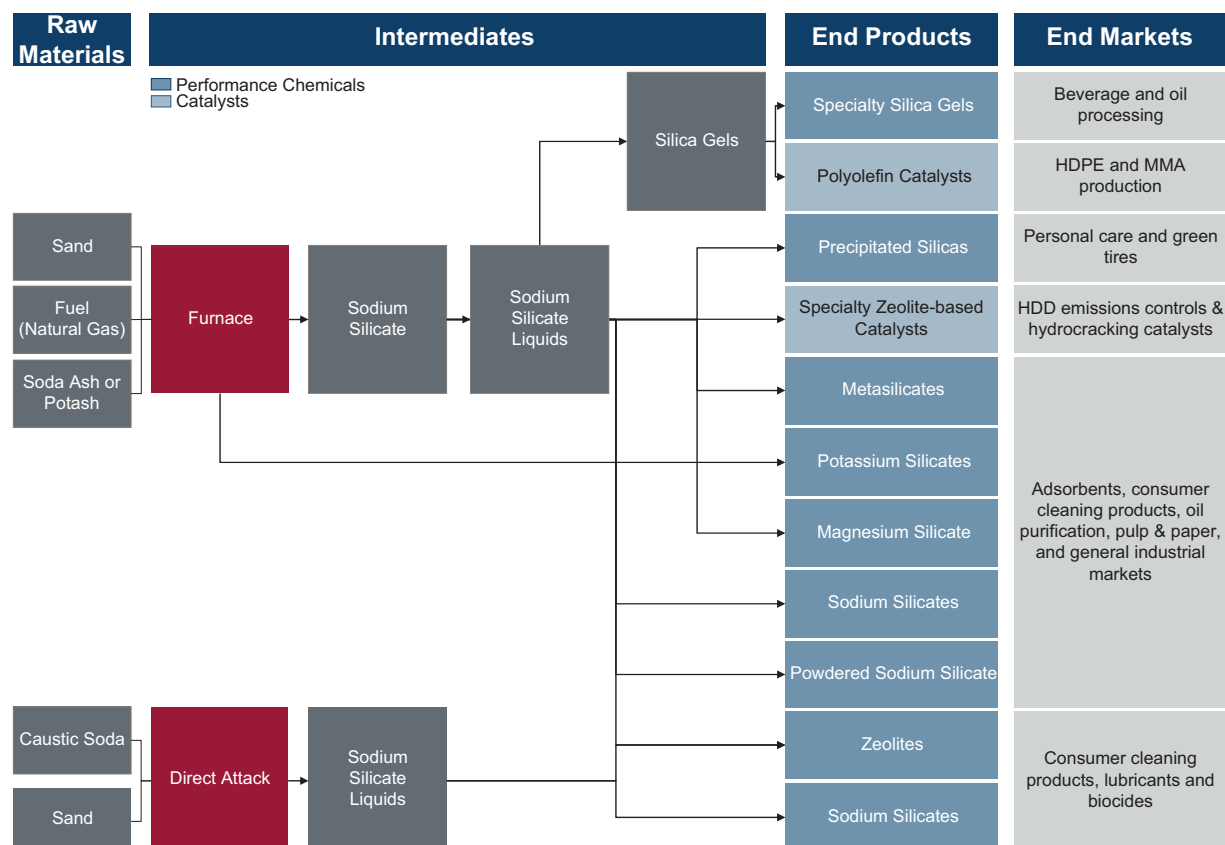 Raw
Materials
Intermediates
End Products
End Markets
Performance Chemicals
Catalysts
Silica Gels
Specialty Silica Gels
Beverage and oil
processing
Polyolefin Catalysts
HDPE and MMA
production
Sand
Fuel
(Natural Gas)
Soda Ash or
Potash
Furnace
Sodium
Silicate
Sodium
Silicate
Liquids
Precipitated Silicas
Personal care and green
tires
Specialty Zeolite-based
Catalysts
HDD emissions controls &
hydrocracking catalysts
Metasilicates
Potassium Silicates
Magnesium Silicate
Sodium Silicates
Powdered Sodium Silicate
Adsorbents, consumer
cleaning products, oil
purification, pulp & paper,
and general industrial
markets
Caustic Soda
Sand
Direct Attack
Sodium
Silicate
Liquids
Zeolites
Sodium Silicates
Consumer cleaning
products, lubricants and
biocides